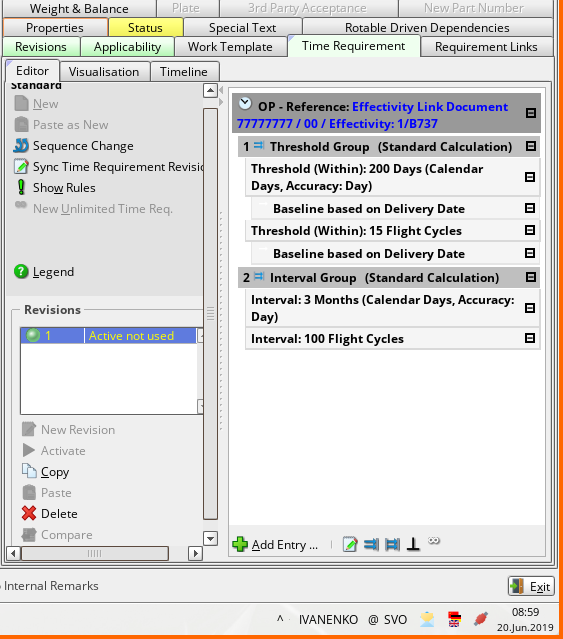 Weight & Balance Plate 3rd Party Acceptance New Part Number
Properties Status Special Text Rotable Driven Dependencies
Revisions Applicability Work Template Time Requirement Requirement Links
Editor Visualisation Timeline
Standard
New
Paste as New
Sequence Change
Sync Time Requirement Revisio
Show Rules
New Unlimited Time Req.
Legend
Revisions
1 Active not used
New Revision
Activate
Copy
Paste
Delete
Compare
OP - Reference: Effectivity Link Document
77777777 / 00 / Effectivity: 1/B737
1 Threshold Group (Standard Calculation)
Threshold (Within): 200 Days (Calendar
Days, Accuracy: Day)
Baseline based on Delivery Date
Threshold (Within): 15 Flight Cycles
Baseline based on Delivery Date
2 Interval Group (Standard Calculation)
Interval: 3 Months (Calendar Days, Accuracy:
Day)
Interval: 100 Flight Cycles
Add Entry ...
Internal Remarks
Exit
^ - IVANENKO @ SVO
08:59
20.Jun.2019